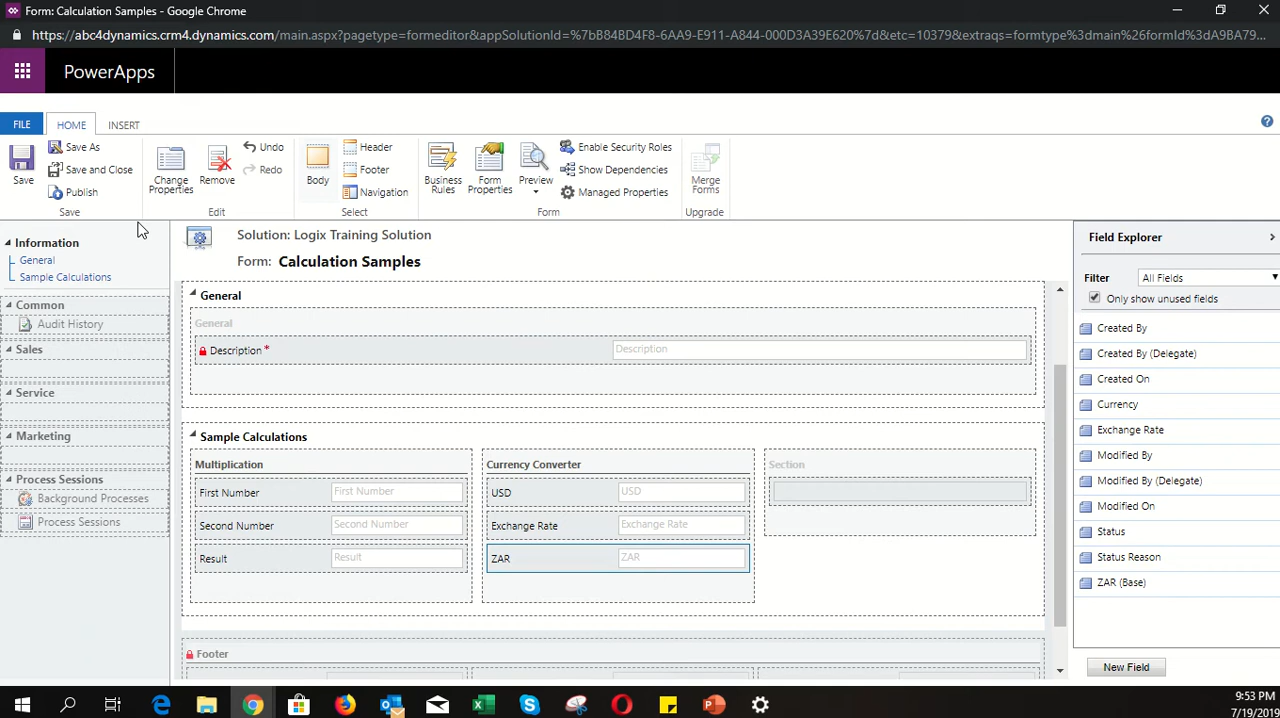 Form: Calculation Samples - Google Chrome
https://abc4dynamics.crm4.dynamics.com/main.aspx?pagetype=formeditor&appSolutionId=%7bB84BD4F8-6AA9-E911-A844-000D3A39E620%7d&etc=10379&extraqs=formtype%3dmain%26formId%3dA9BA79...
PowerApps
FILE HOME INSERT
Save
Save As
Save and Close
Publish
Save
Change Properties
Remove
Undo
Redo
Edit
Body
Header
Footer
Navigation
Select
Business Rules
Form Properties
Preview
Enable Security Roles
Show Dependencies
Managed Properties
Form
Merge Forms
Upgrade
Information
General
Sample Calculations
Common
Audit History
Sales
Service
Marketing
Process Sessions
Background Processes
Process Sessions
Solution: Logix Training Solution
Form: Calculation Samples
General
General
Description * Description
Sample Calculations
Multiplication
First Number First Number
Second Number Second Number
Result Result
Currency Converter
USD USD
Exchange Rate Exchange Rate
ZAR ZAR
Section
Footer
Field Explorer
Filter All Fields
Only show unused fields
Created By
Created By (Delegate)
Created On
Currency
Exchange Rate
Modified By
Modified By (Delegate)
Modified On
Status
Status Reason
ZAR (Base)
New Field
9:53 PM
7/19/2019